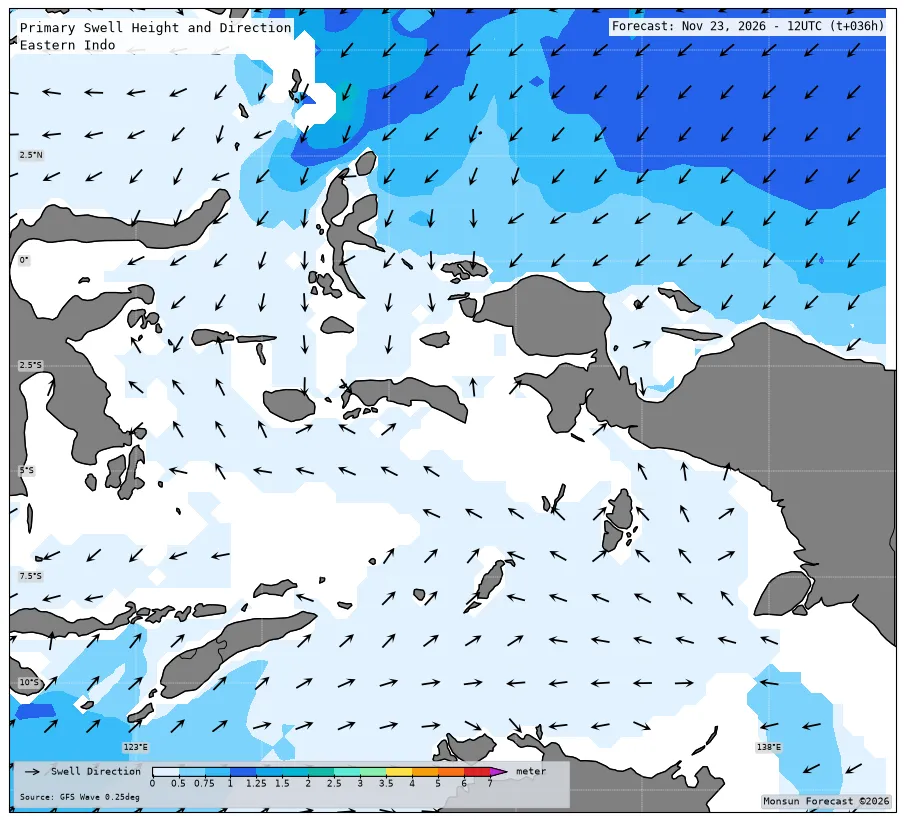 Primary Swell Height and Direction
Eastern Indo
Forecast: Nov 23, 2026 - 12UTC (t+036h)
2.5°N
0°
2.5°S
5°S
7.5°S
10°S
123°E
138°E
Swell Direction
0 0.5 0.75 1 1.25 1.5 2 2.5 3 3.5 4 5 6 7
meter
Source: GFS Wave 0.25deg
Monsun Forecast ©2026